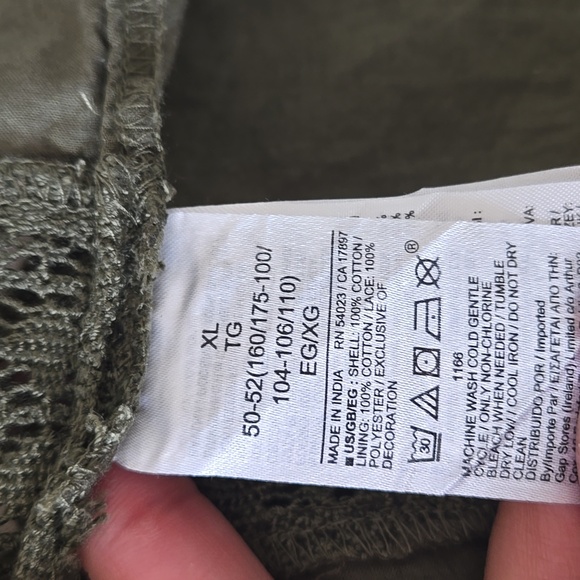 XL
TG
50-52(160/175-100/
104-106/110)
EG/XG
MADE IN INDIA RN 54023 / CA 17897
■ US/GB/EG : SHELL: 100% COTTON /
LINING: 100% COTTON / LACE: 100%
POLYESTER / EXCLUSIVE OF
DECORATION
®
30
1166
MACHINE WASH COLD GENTLE
CYCLE / ONLY NON-CHLORINE
BLEACH WHEN NEEDED / TUMBLE
DRY LOW / COOL IRON / DO NOT DRY
CLEAN
DISTRIBUIDO POR / Imported
By/Importé Par / ΕΙΣΑΓΕΤΑΙ ΑΠΟ ΤΗΝ:
Gap Stores (Ireland) Limited